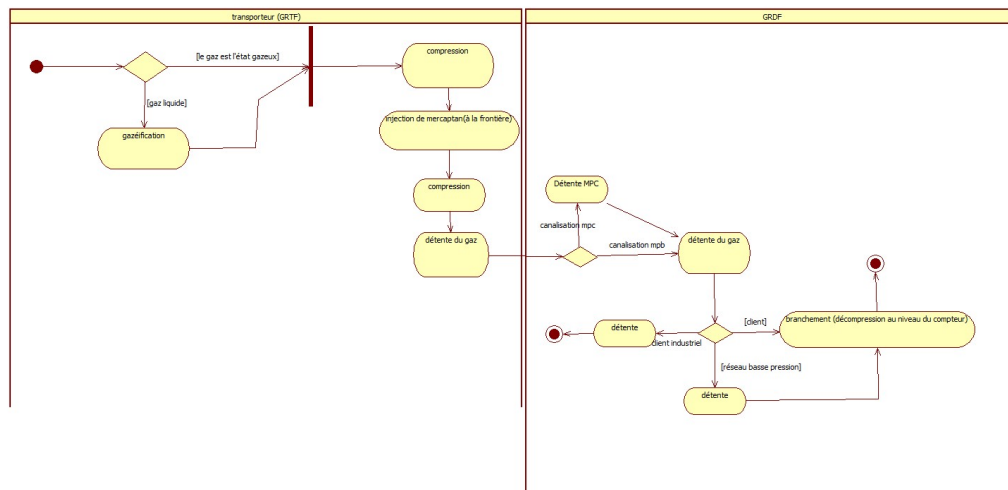 transporteur (GRTF)
GRDF
[le gaz est l'état gazeux]
compression
[gaz liquide]
injection de mercaptan(à la frontière)
gazéification
compression
Détente MPC
canalisation mpc
détente du gaz
canalisation mpb
détente du gaz
détente
client industriel
[client]
branchement (décompression au niveau du compteur)
[réseau basse pression]
détente